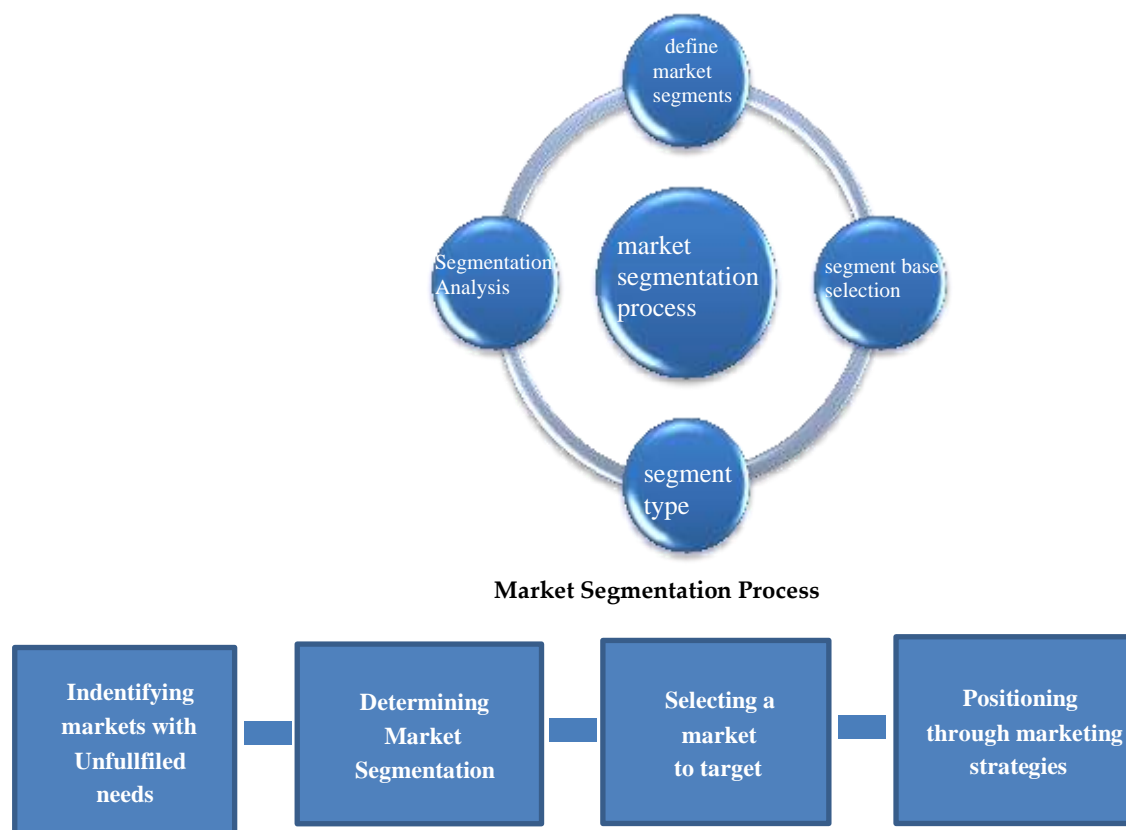 define
market
segments
Segmentation
Analysis
market
segmentation
process
segment base
selection
segment
type
Market Segmentation Process
Indentifying
markets with
Unfullfiled
needs
Determining
Market
Segmentation
Selecting a
market
to target
Positioning
through marketing
strategies